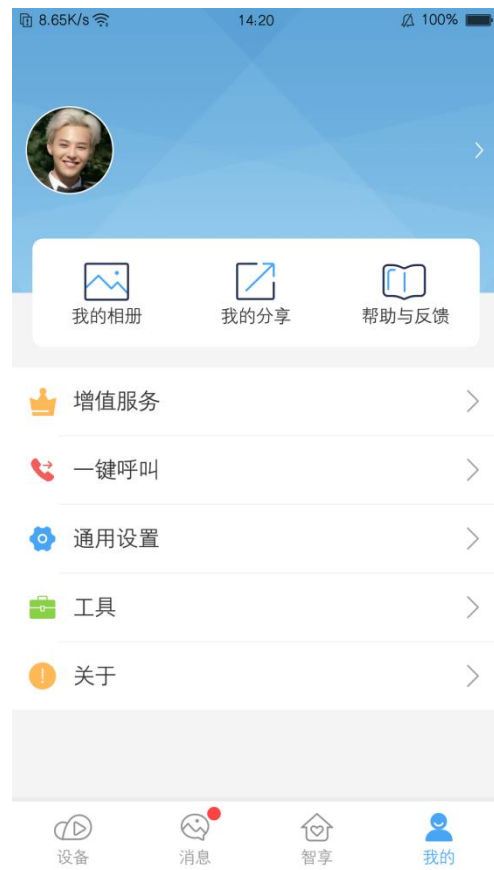 8.65K/s 14:20 100%
我的相册 我的分享 帮助与反馈
增值服务
一键呼叫
通用设置
工具
关于
设备 消息 智享 我的